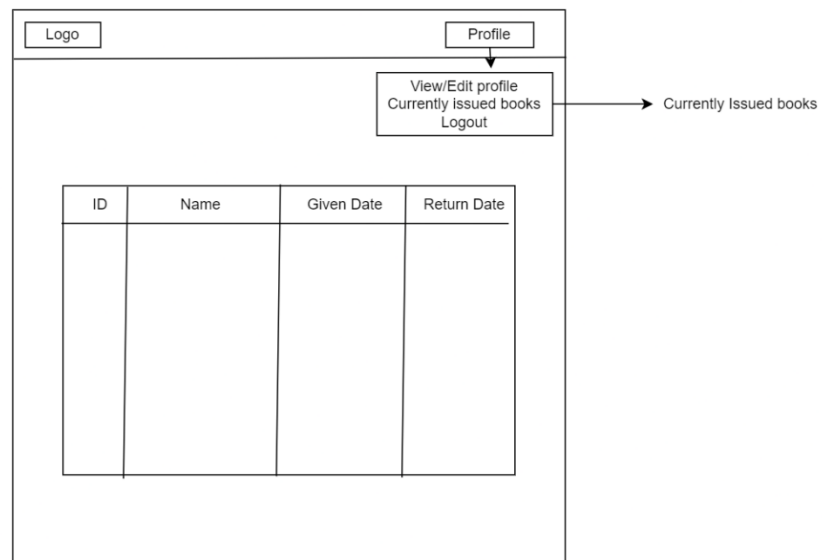 Logo
Profile
View/Edit profile
Currently issued books
Logout
Currently Issued books
ID
Name
Given Date
Return Date